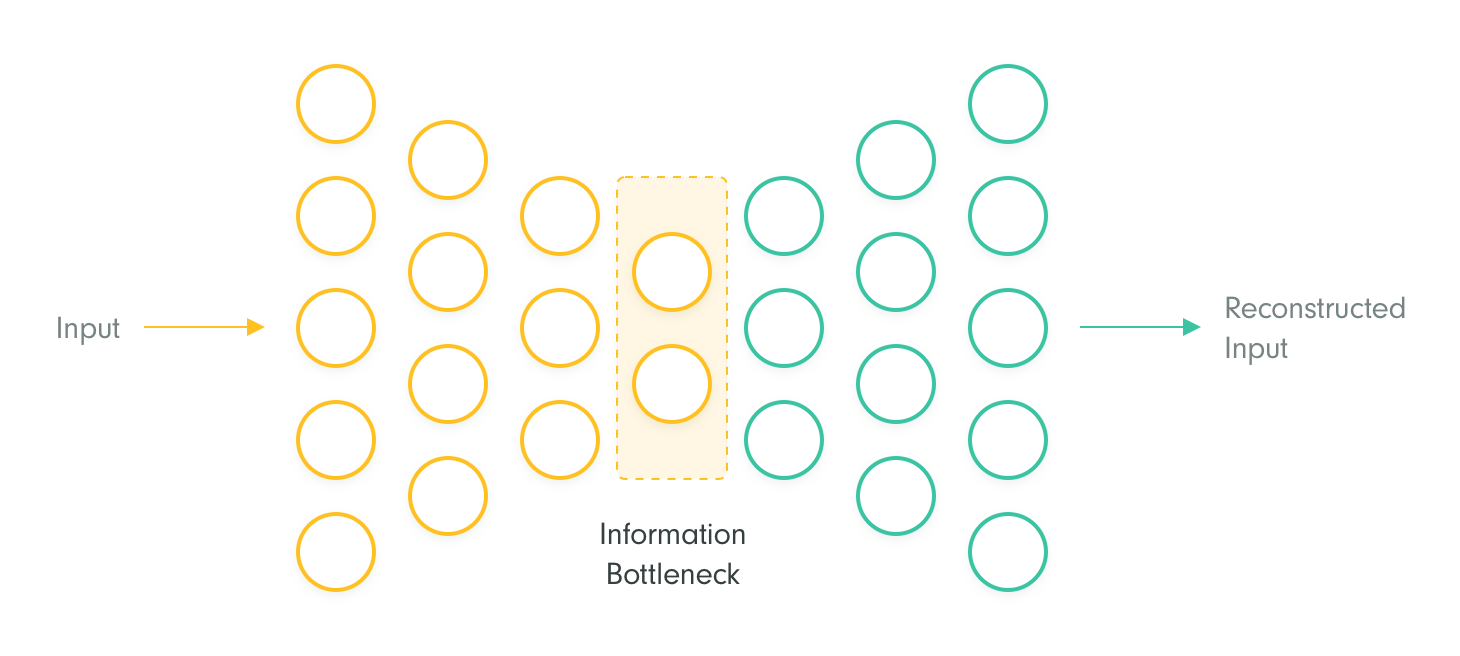 Input
Information
Bottleneck
Reconstructed
Input